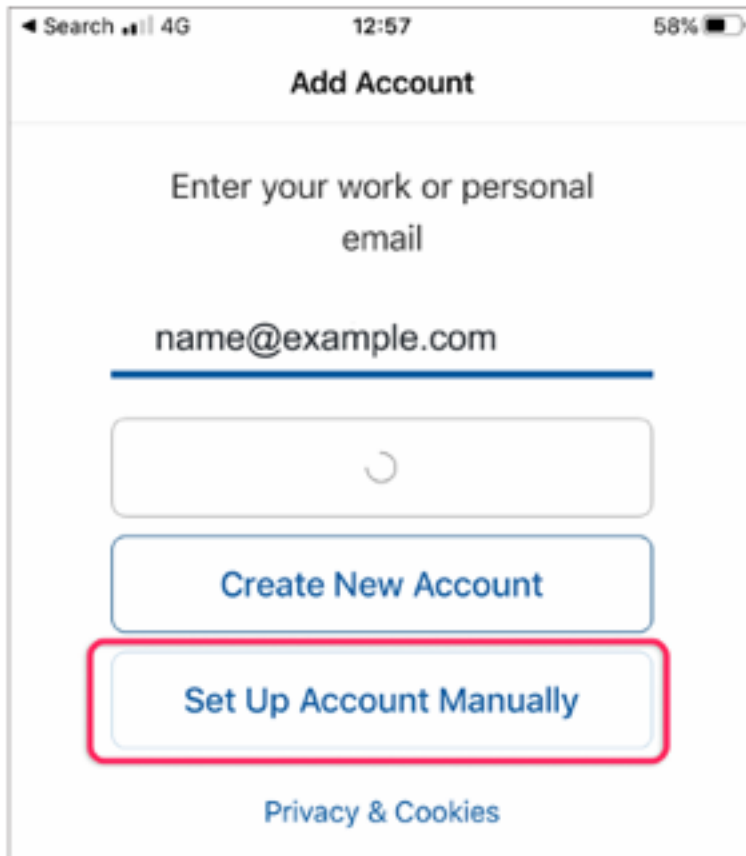 ◀ Search 4G 12:57 58%
Add Account
Enter your work or personal
email
name@example.com
Create New Account
Set Up Account Manually
Privacy & Cookies